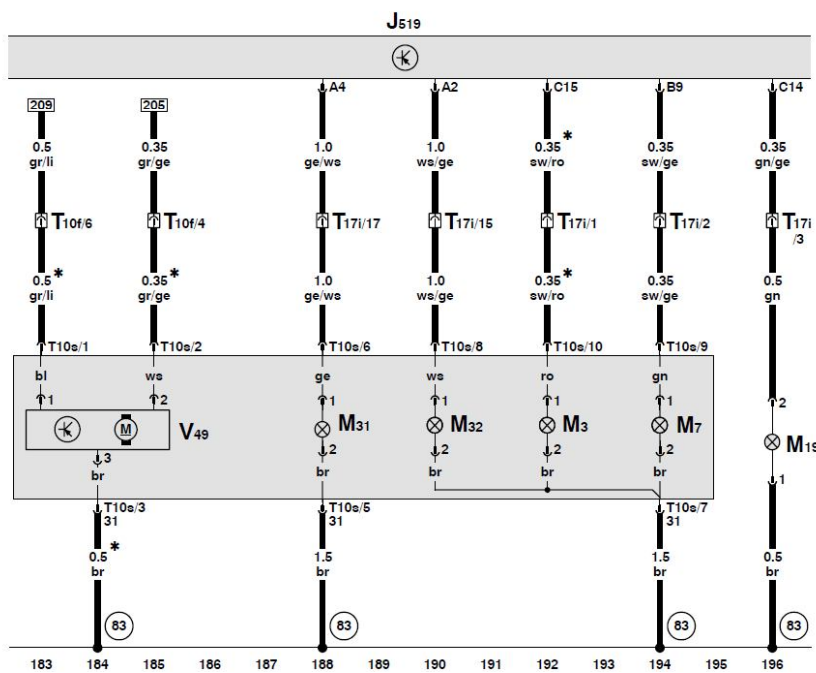 J519
A4 A2 C15 B9 C14
209 205
0.5 0.35 1.0 1.0 0.35 * 0.35 0.35
gr/li gr/ge ge/ws ws/ge sw/ro sw/ge gn/ge
T10f/6 T10f/4 T17i/17 T17i/15 T17i/1 T17i/2 T17i
/3
0.5 * 0.35 * 1.0 1.0 0.35 * 0.35 0.5
gr/li gr/ge ge/ws ws/ge sw/ro sw/ge gn
T10s/1 T10s/2 T10s/6 T10s/8 T10s/10 T10s/9
bl ws ge ws ro gn
1 2 1 1 1 1 2
M V49 M31 M32 M3 M7 M19
3 2 2 2 2 1
br br br br br
T10s/3 T10s/5 T10s/7
31 31 31
0.5 * 1.5 1.5 0.5
br br br br
83 83 83 83
183 184 185 186 187 188 189 190 191 192 193 194 195 196